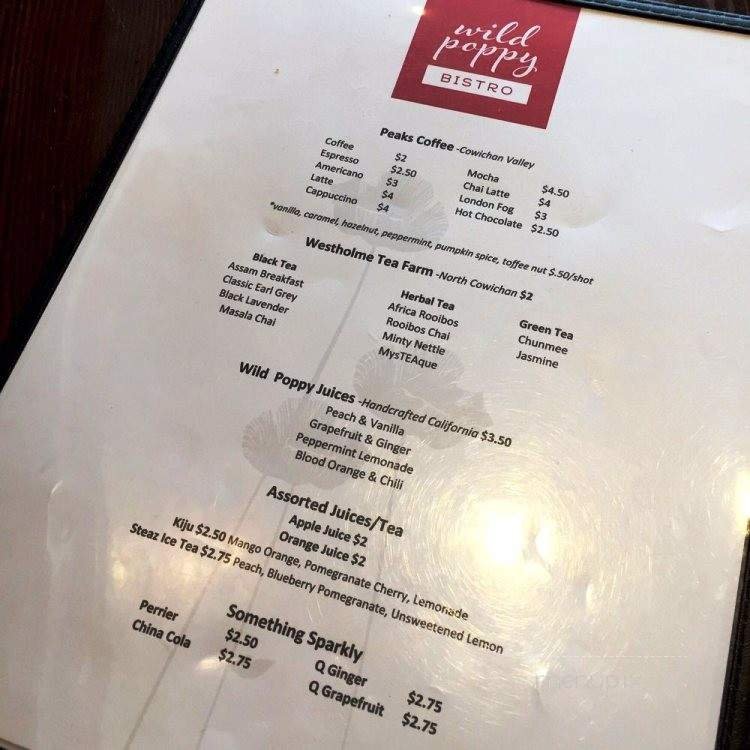 wild
poppy
BISTRO
Peaks Coffee -Cowichan Valley
Coffee $2
Espresso $2.50
Americano $3
Latte $4
Cappuccino $4
Mocha $4.50
Chai Latte $4
London Fog $3
Hot Chocolate $2.50
*vanilla, caramel, hazelnut, peppermint, pumpkin spice, toffee nut $.50/shot
Westholme Tea Farm -North Cowichan $2
Black Tea
Assam Breakfast
Classic Earl Grey
Black Lavender
Masala Chai
Herbal Tea
Africa Rooibos
Rooibos Chai
Minty Nettle
MysTEAque
Green Tea
Chunmee
Jasmine
Wild Poppy Juices -Handcrafted California $3.50
Peach & Vanilla
Grapefruit & Ginger
Peppermint Lemonade
Blood Orange & Chili
Assorted Juices/Tea
Apple Juice $2
Orange Juice $2
Kiju $2.50 Mango Orange, Pomegranate Cherry, Lemonade
Steaz Ice Tea $2.75 Peach, Blueberry Pomegranate, Unsweetened Lemon
Something Sparkly
Perrier $2.50
China Cola $2.75
Q Ginger $2.75
Q Grapefruit $2.75